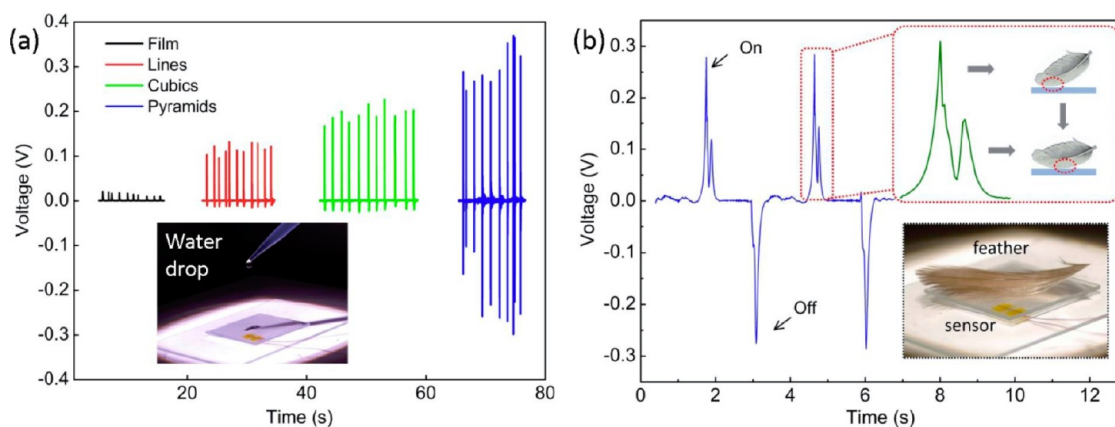 (a)
0.4
0.3
0.2
0.1
0.0
-0.1
-0.2
-0.3
-0.4
Voltage (V)
Film
Lines
Cubics
Pyramids
Water
drop
20
40
60
80
Time (s)
(b)
0.3
0.2
0.1
0.0
-0.1
-0.2
-0.3
Voltage (V)
On
Off
feather
sensor
0
2
4
6
8
10
12
Time (s)